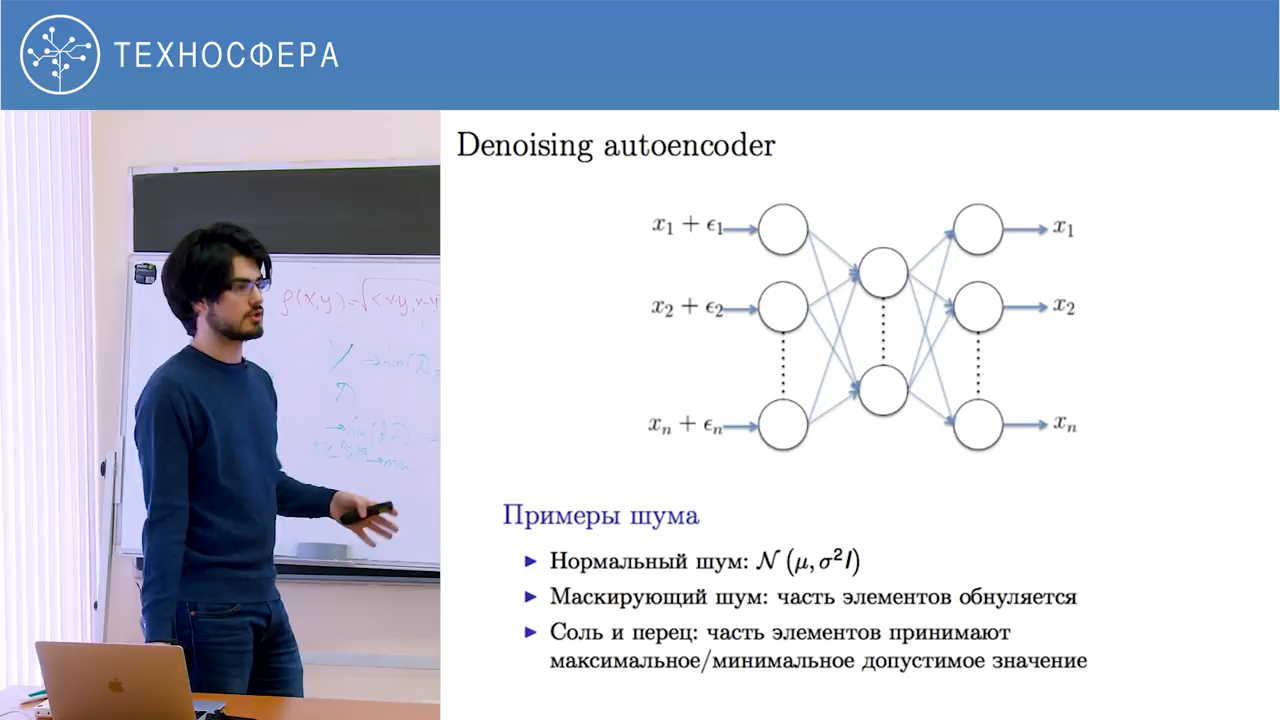 ТЕХНОСФЕРА
Denoising autoencoder
x₁ + ϵ₁
x₁
x₂ + ϵ₂
x₂
xₙ + ϵₙ
xₙ
Примеры шума
Нормальный шум: 𝒩 (μ, σ²I)
Маскирующий шум: часть элементов обнуляется
Соль и перец: часть элементов принимают
максимальное/минимальное допустимое значение